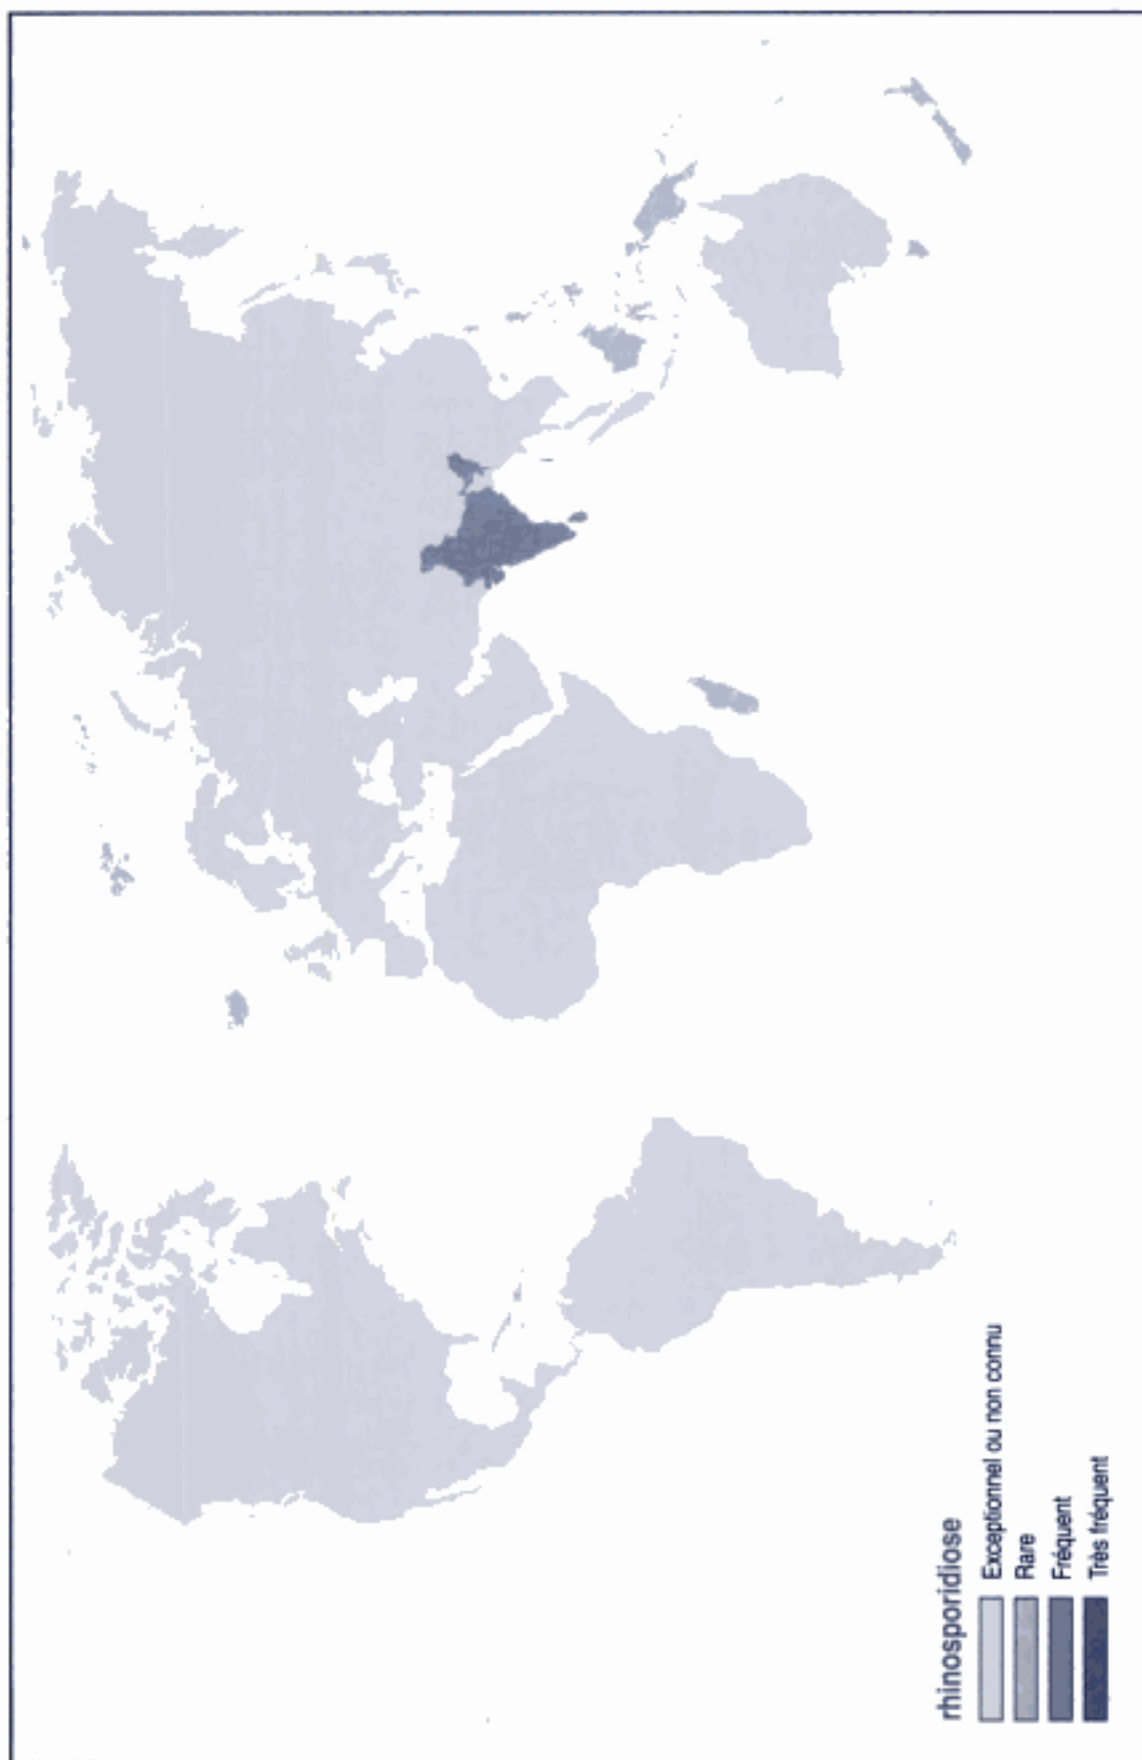 rhinosporidiose
Exceptionnel ou non connu
Rare
Fréquent
Très fréquent